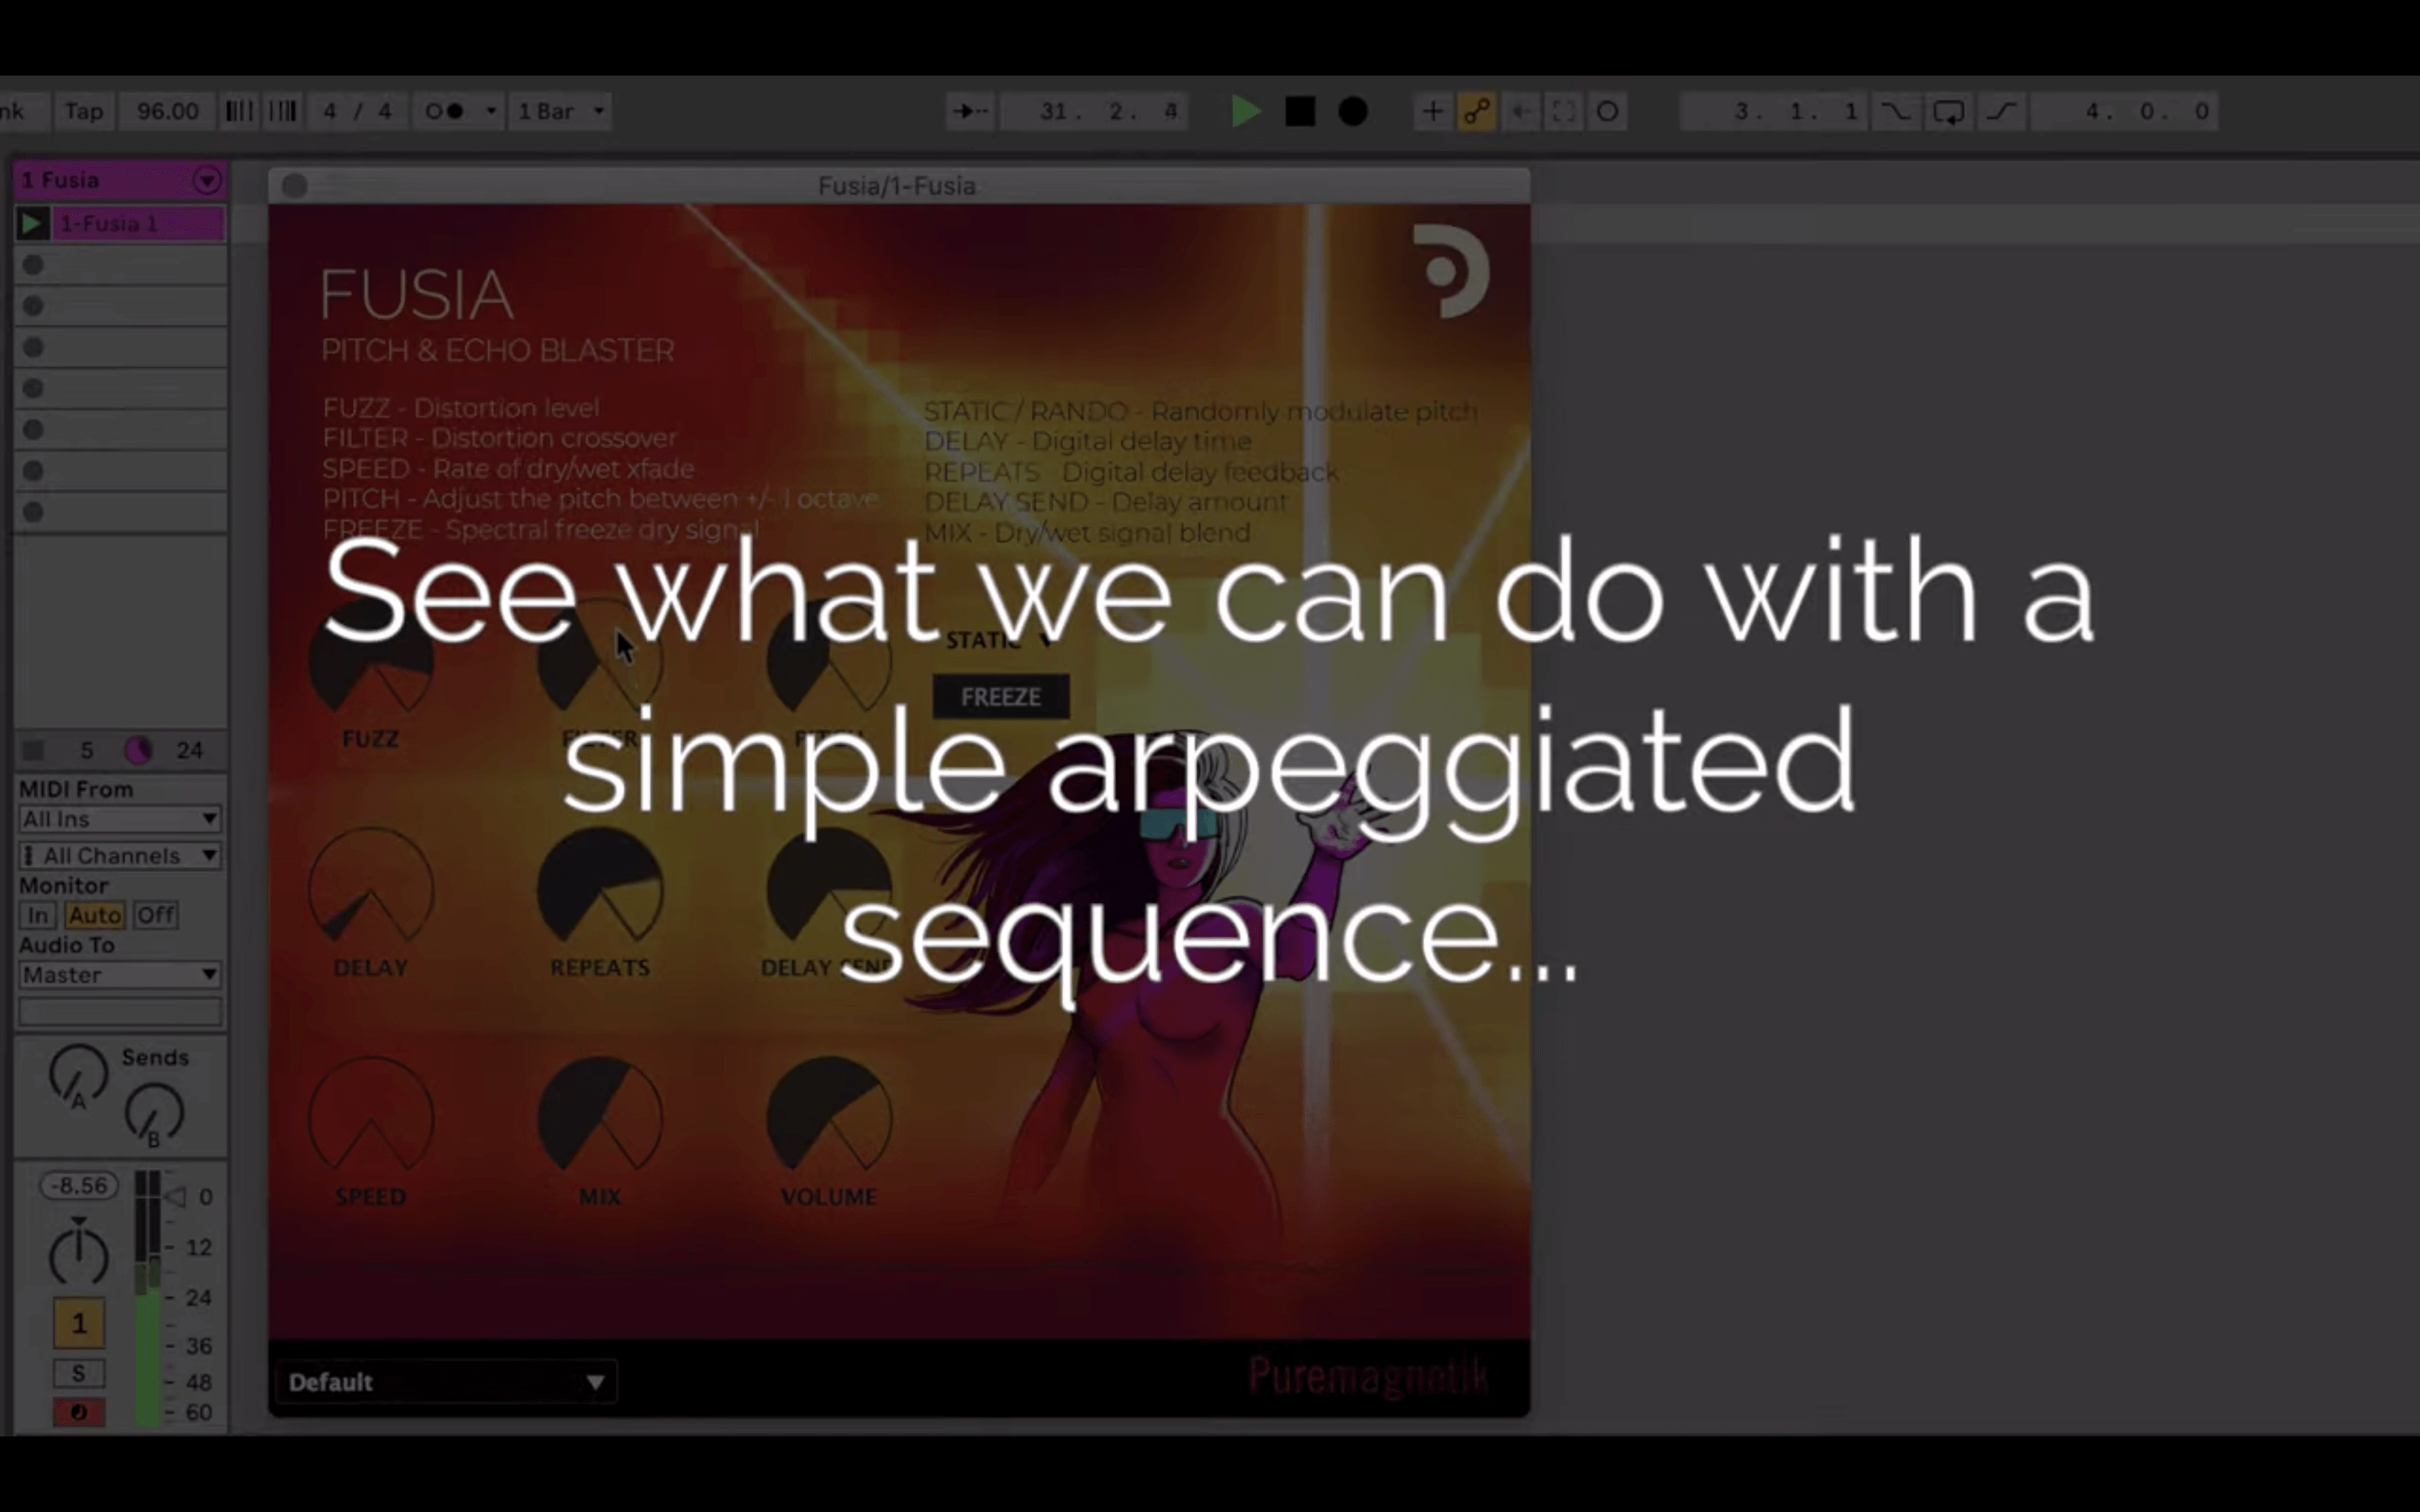 nk Tap 96.00 4 / 4 1 Bar 31. 2. 4 3. 1. 1 4. 0. 0
1 Fusia
Fusia/1-Fusia
1-Fusia 1
FUSIA
PITCH & ECHO BLASTER
FUZZ - Distortion level
FILTER - Distortion crossover
SPEED - Rate of dry/wet xfade
PITCH - Adjust the pitch between +/- 1 octave
FREEZE - Spectral freeze dry signal
STATIC / RANDO - Randomly modulate pitch
DELAY - Digital delay time
REPEATS Digital delay feedback
DELAY SEND - Delay amount
MIX - Dry/wet signal blend
See what we can do with a
simple arpeggiated
sequence...
STATIC
FREEZE
FUZZ FILTER PITCH
DELAY REPEATS DELAY SEND
SPEED MIX VOLUME
5 24
MIDI From
All Ins
All Channels
Monitor
In Auto Off
Audio To
Master
Sends
A
B
-8.56 0
12
24
1
36
S
48
60
Default
Puremagnetik